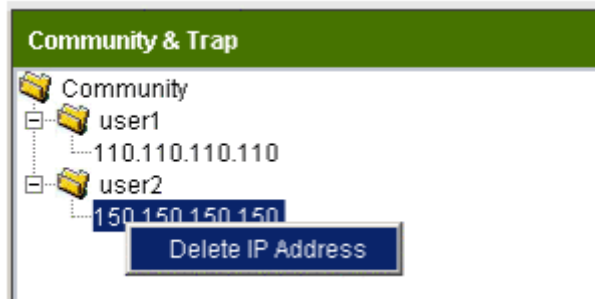 Community & Trap
Community
user1
110.110.110.110
user2
150.150.150.150
Delete IP Address